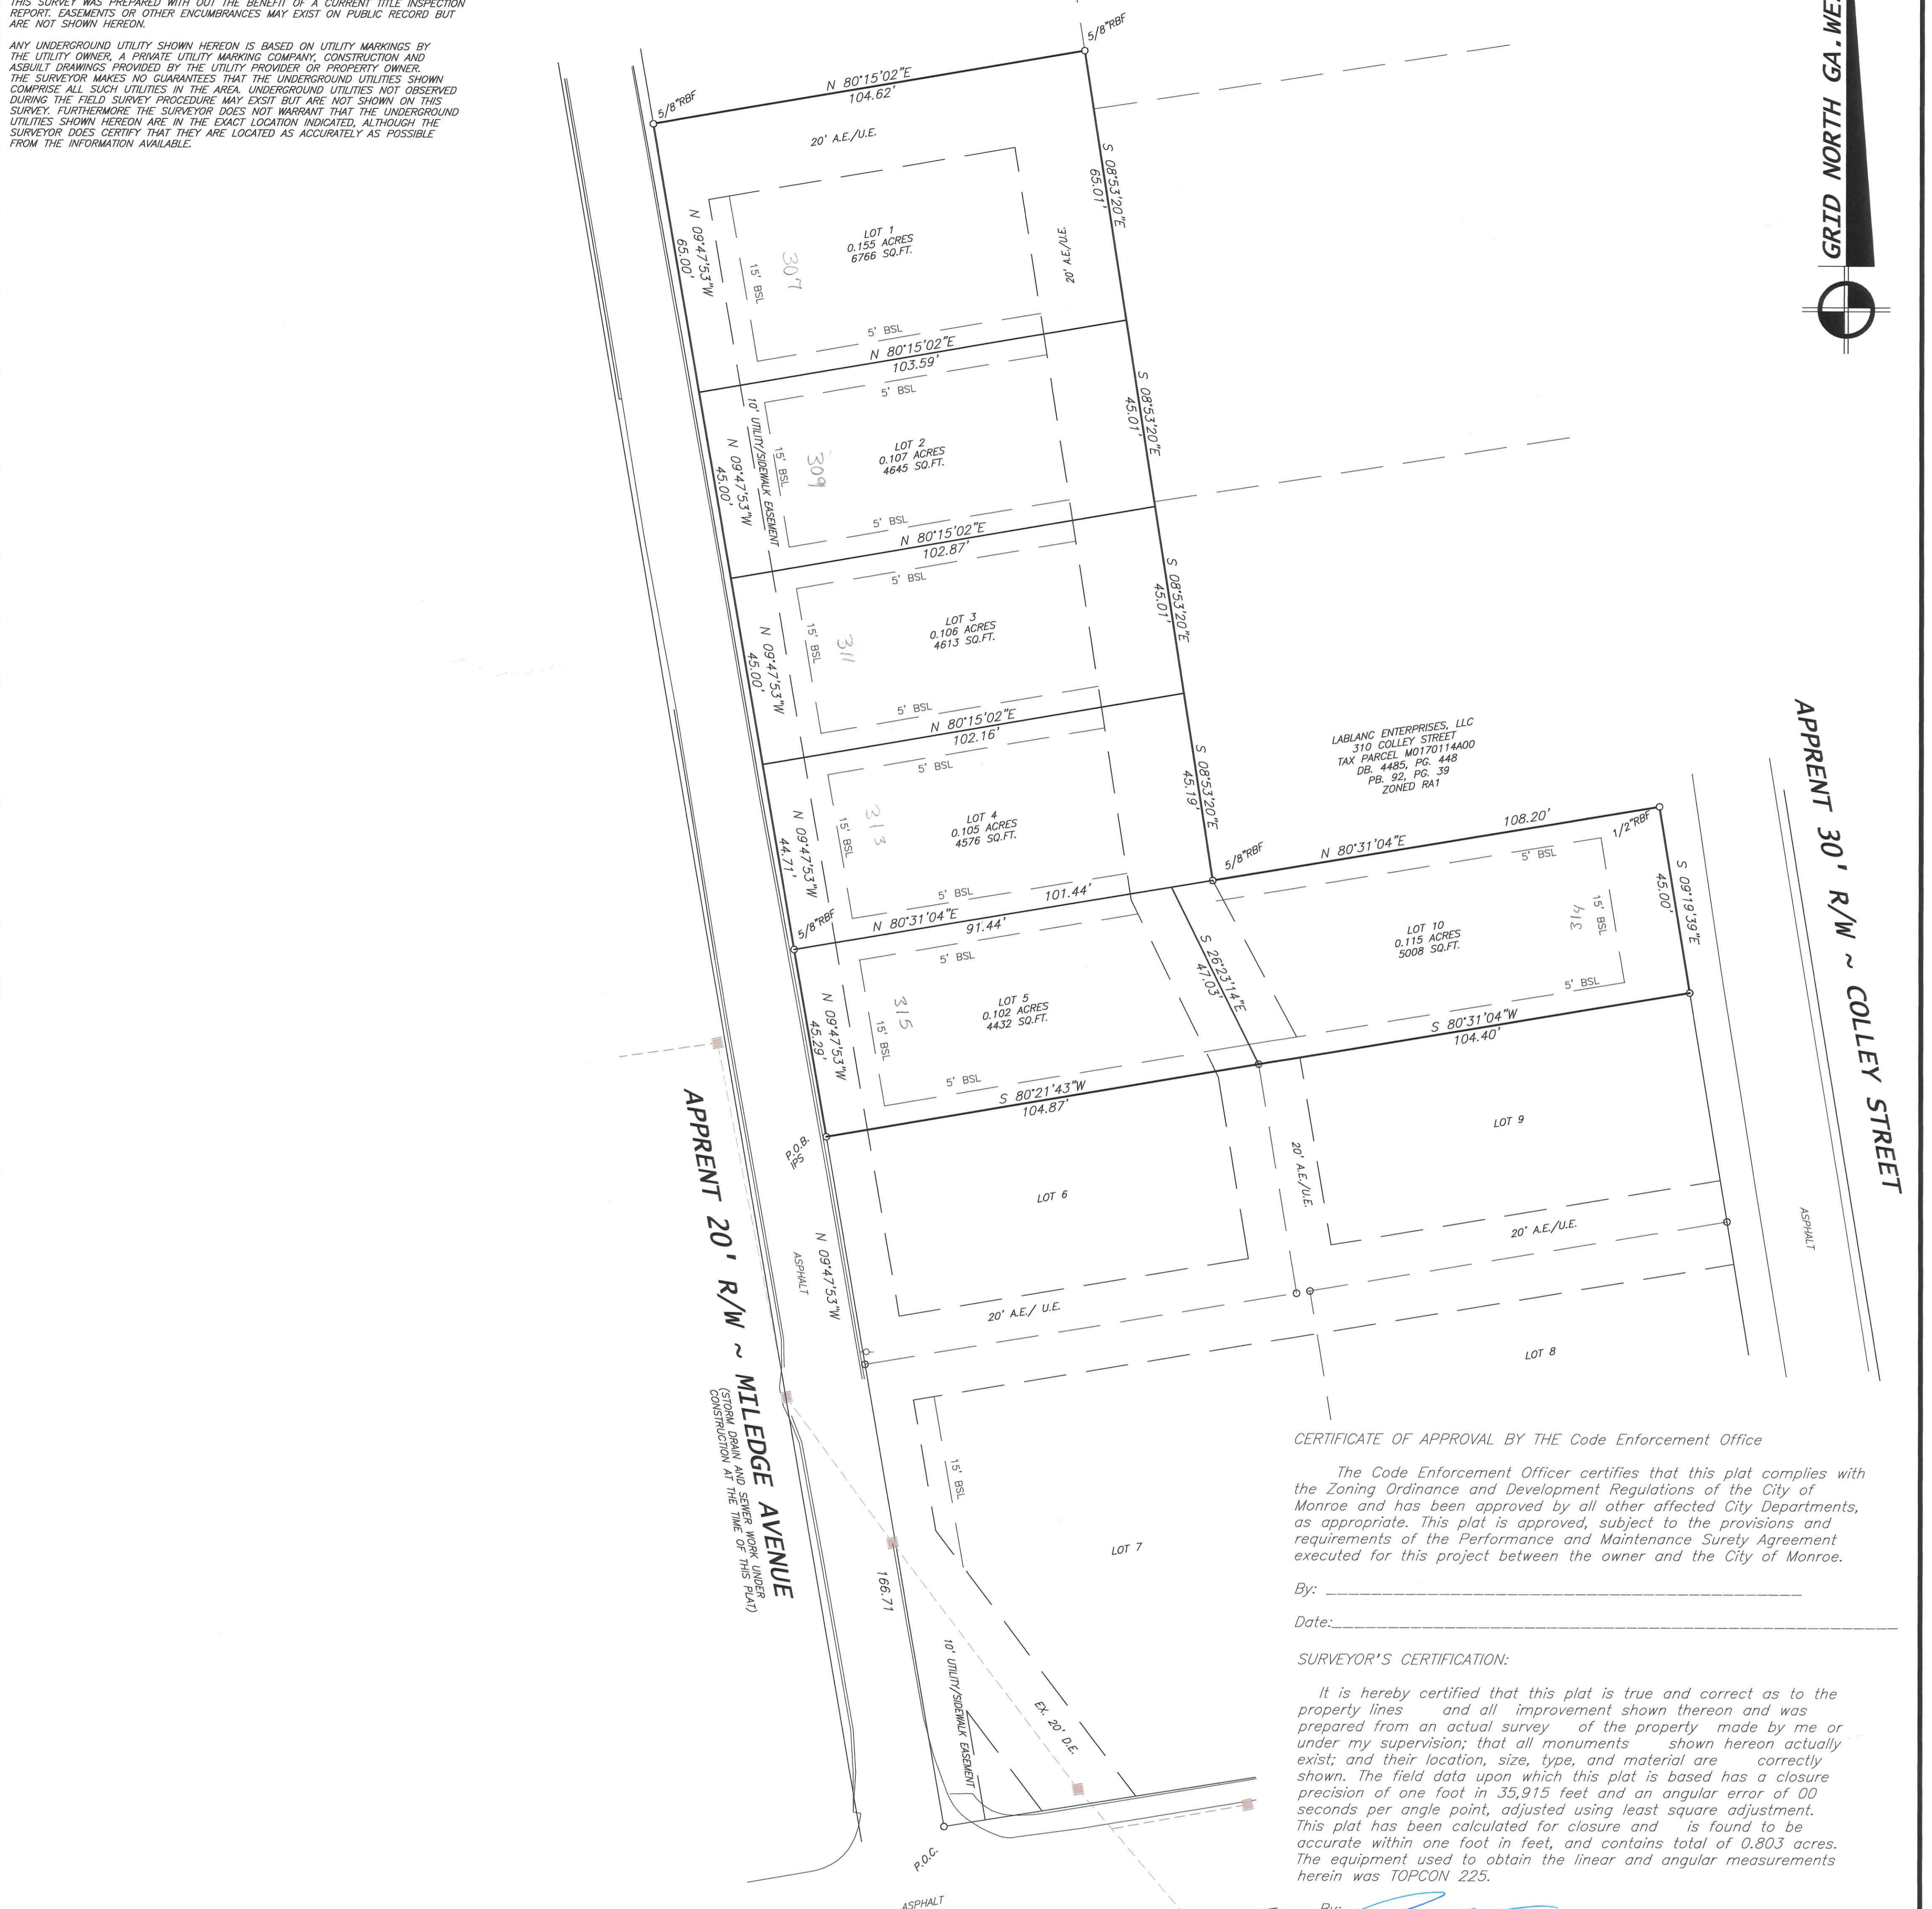 THIS SURVEY WAS PREPARED WITH OUT THE BENEFIT OF A CURRENT TITLE INSPECTION
REPORT. EASEMENTS OR OTHER ENCUMBRANCES MAY EXIST ON PUBLIC RECORD BUT
ARE NOT SHOWN HEREON.
ANY UNDERGROUND UTILITY SHOWN HEREON IS BASED ON UTILITY MARKINGS BY
THE UTILITY OWNER, A PRIVATE UTILITY MARKING COMPANY, CONSTRUCTION AND
ASBUILT DRAWINGS PROVIDED BY THE UTILITY PROVIDER OR PROPERTY OWNER.
THE SURVEYOR MAKES NO GUARANTEES THAT THE UNDERGROUND UTILITIES SHOWN
COMPRISE ALL SUCH UTILITIES IN THE AREA. UNDERGROUND UTILITIES NOT OBSERVED
DURING THE FIELD SURVEY PROCEDURE MAY EXSIT BUT ARE NOT SHOWN ON THIS
SURVEY. FURTHERMORE THE SURVEYOR DOES NOT WARRANT THAT THE UNDERGROUND
UTILITIES SHOWN HEREON ARE IN THE EXACT LOCATION INDICATED, ALTHOUGH THE
SURVEYOR DOES CERTIFY THAT THEY ARE LOCATED AS ACCURATELY AS POSSIBLE
FROM THE INFORMATION AVAILABLE.
GRID NORTH GA.
5/8"RBF
5/8"RBF
N 80°15'02"E
104.62'
20' A.E./U.E.
S 08°53'20"E
65.01'
N 09°47'53"W
65.00'
LOT 1
0.155 ACRES
6766 SQ.FT.
307
15' BSL
20' A.E./U.E.
5' BSL
N 80°15'02"E
103.59'
5' BSL
S 08°53'20"E
45.01'
10' UTILITY/SIDEWALK EASEMENT
N 09°47'53"W
45.00'
15' BSL
309
LOT 2
0.107 ACRES
4645 SQ.FT.
5' BSL
N 80°15'02"E
102.87'
5' BSL
S 08°53'20"E
45.01'
N 09°47'53"W
45.00'
15' BSL
311
LOT 3
0.106 ACRES
4613 SQ.FT.
5' BSL
N 80°15'02"E
102.16'
5' BSL
S 08°53'20"E
45.19'
N 09°47'53"W
44.71'
15' BSL
313
LOT 4
0.105 ACRES
4576 SQ.FT.
5' BSL
101.44'
5/8"RBF
N 80°31'04"E
91.44'
5' BSL
LABLANC ENTERPRISES, LLC
310 COLLEY STREET
TAX PARCEL M0170114A00
DB. 4485, PG. 448
PB. 92, PG. 39
ZONED RA1
5/8"RBF
N 80°31'04"E
108.20'
1/2"RBF
5' BSL
S 09°19'39"E
45.00'
15' BSL
314
LOT 10
0.115 ACRES
5008 SQ.FT.
5' BSL
S 80°31'04"W
104.40'
S 26°23'14"E
47.03'
N 09°47'53"W
45.29'
15' BSL
315
LOT 5
0.102 ACRES
4432 SQ.FT.
5' BSL
S 80°21'43"W
104.87'
P.O.B.
IPS
APPRENT 30' R/W ~ COLLEY STREET
ASPHALT
LOT 9
20' A.E./U.E.
20' A.E./U.E.
LOT 6
20' A.E./ U.E.
LOT 8
APPRENT 20' R/W ~ MILEDGE AVENUE
(STORM DRAIN AND SEWER WORK UNDER
CONSTRUCTION AT THE TIME OF THIS PLAT)
ASPHALT
N 09°47'53"W
166.71
15' BSL
LOT 7
10' UTILITY/SIDEWALK EASEMENT
EX. 20' D.E.
P.O.C.
ASPHALT
CERTIFICATE OF APPROVAL BY THE Code Enforcement Office
The Code Enforcement Officer certifies that this plat complies with
the Zoning Ordinance and Development Regulations of the City of
Monroe and has been approved by all other affected City Departments,
as appropriate. This plat is approved, subject to the provisions and
requirements of the Performance and Maintenance Surety Agreement
executed for this project between the owner and the City of Monroe.
By:
Date:
SURVEYOR'S CERTIFICATION:
It is hereby certified that this plat is true and correct as to the
property lines and all improvement shown thereon and was
prepared from an actual survey of the property made by me or
under my supervision; that all monuments shown hereon actually
exist; and their location, size, type, and material are correctly
shown. The field data upon which this plat is based has a closure
precision of one foot in 35,915 feet and an angular error of 00
seconds per angle point, adjusted using least square adjustment.
This plat has been calculated for closure and is found to be
accurate within one foot in feet, and contains total of 0.803 acres.
The equipment used to obtain the linear and angular measurements
herein was TOPCON 225.
By: